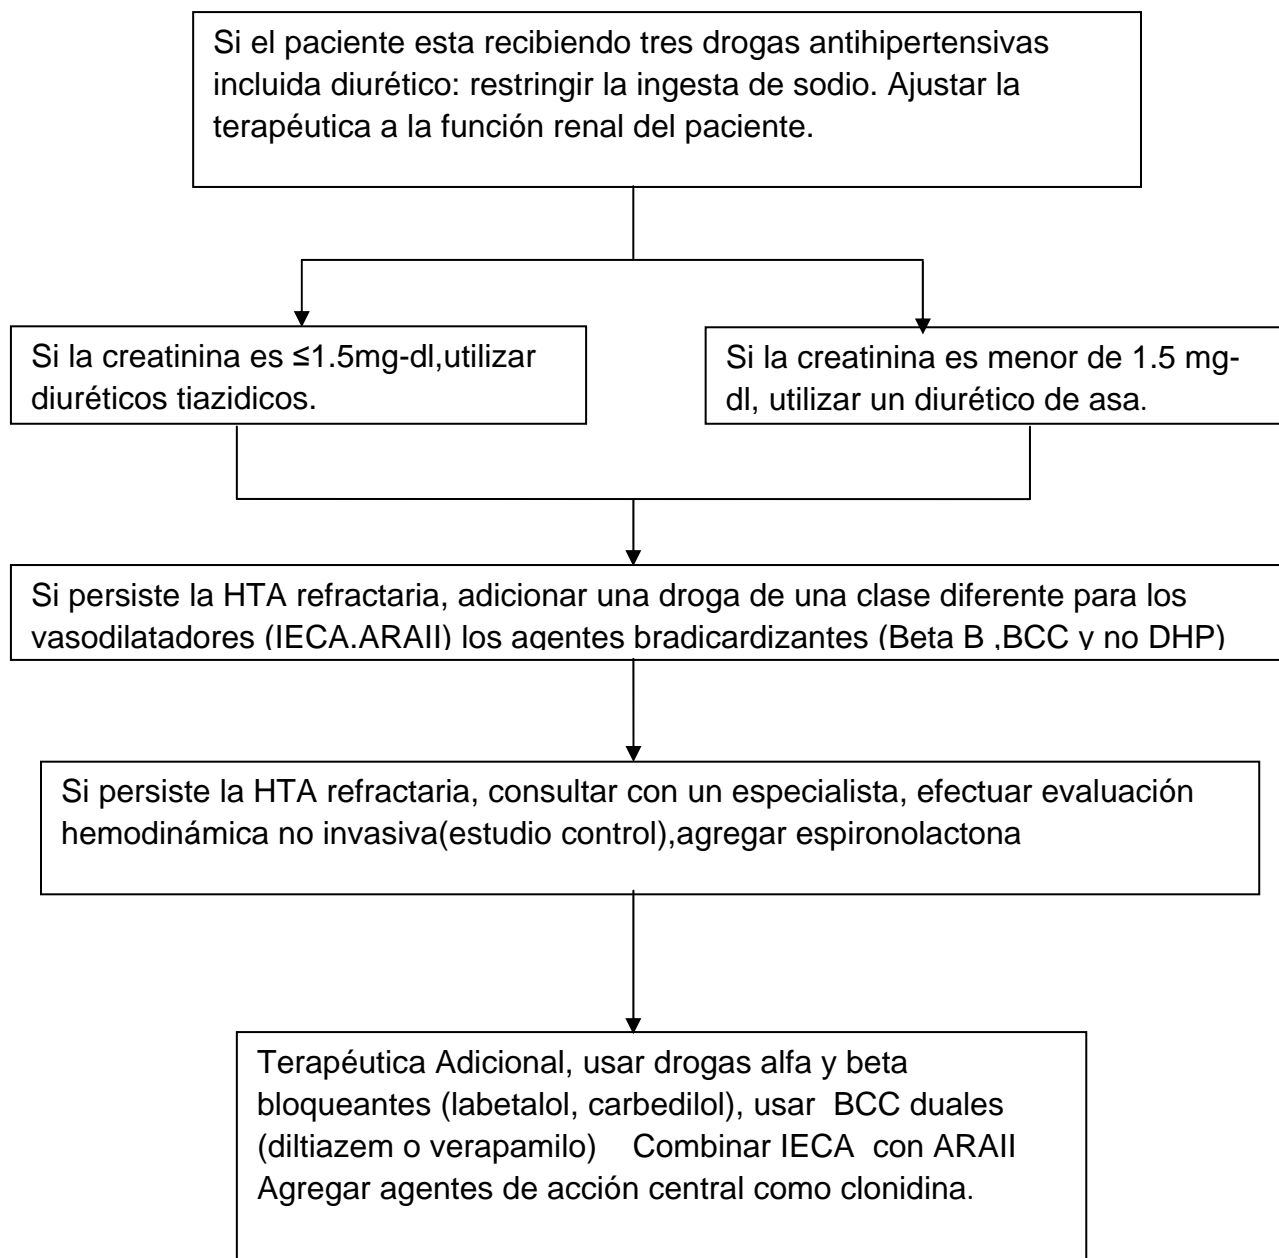 Si el paciente esta recibiendo tres drogas antihipertensivas
incluida diurético: restringir la ingesta de sodio. Ajustar la
terapéutica a la función renal del paciente.
Si la creatinina es ≤1.5mg-dl,utilizar
diuréticos tiazidicos.
Si la creatinina es menor de 1.5 mg-
dl, utilizar un diurético de asa.
Si persiste la HTA refractaria, adicionar una droga de una clase diferente para los
vasodilatadores (IECA.ARAII) los agentes bradicardizantes (Beta B ,BCC y no DHP)
Si persiste la HTA refractaria, consultar con un especialista, efectuar evaluación
hemodinámica no invasiva(estudio control),agregar espironolactona
Terapéutica Adicional, usar drogas alfa y beta
bloqueantes (labetalol, carbedilol), usar  BCC duales
(diltiazem o verapamilo)    Combinar IECA  con ARAII
Agregar agentes de acción central como clonidina.